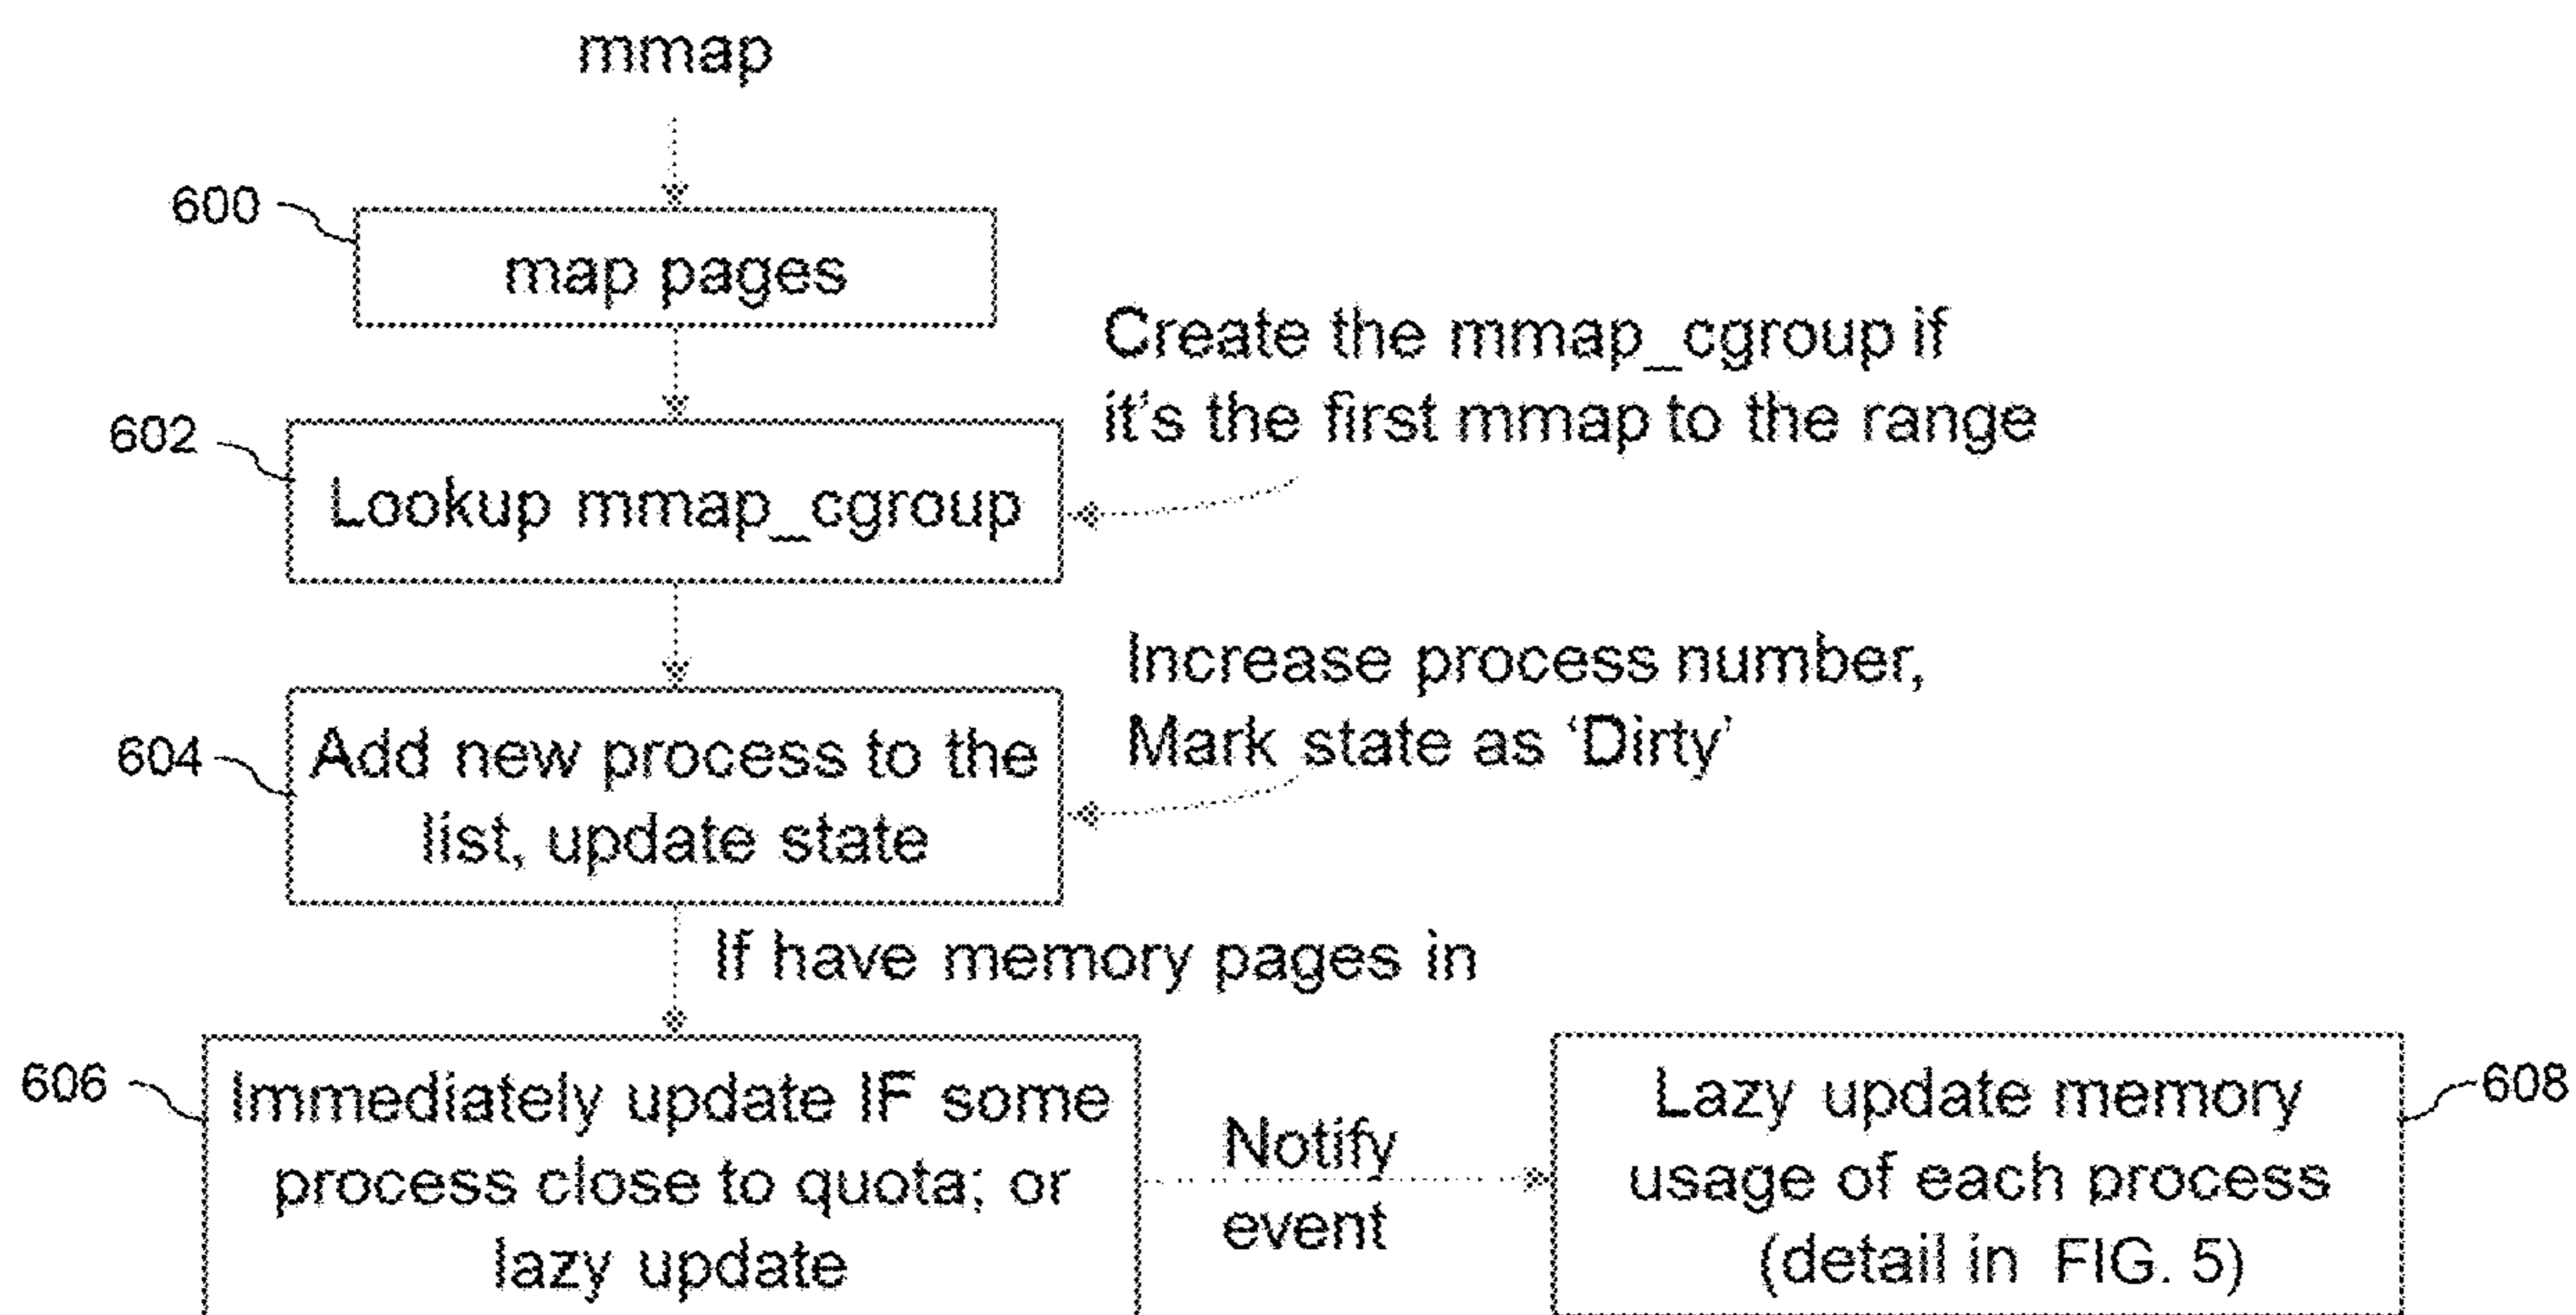 mmap
600
map pages
Create the mmap_cgroup if
it's the first mmap to the range
602
Lookup mmap_cgroup
Increase process number,
Mark state as ‘Dirty’
604
Add new process to the
list, update state
If have memory pages in
606
Immediately update IF some
process close to quota; or
lazy update
Notify
event
Lazy update memory
usage of each process
(detail in FIG. 5)
608